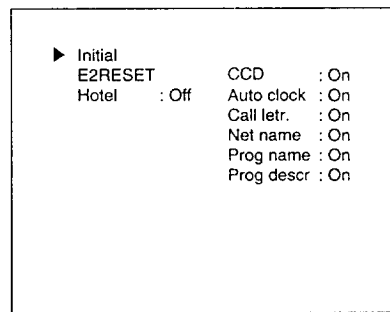 ▶ Initial
E2RESET CCD : On
Hotel : Off Auto clock : On
Call letr. : On
Net name : On
Prog name : On
Prog descr : On